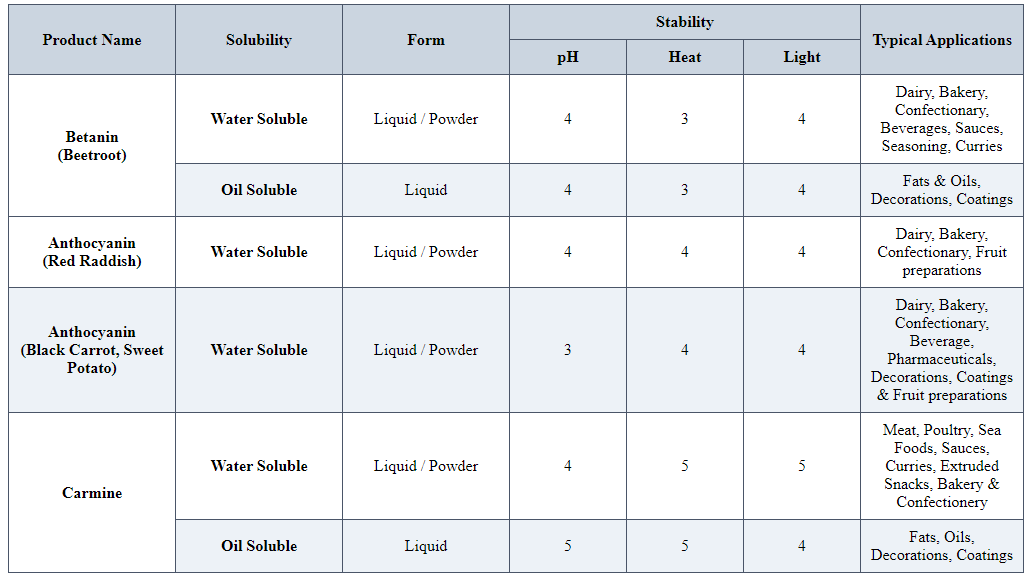 Product Name
Solubility
Form
Stability
Typical Applications
pH
Heat
Light
Betanin
(Beetroot)
Water Soluble
Liquid / Powder
4
3
4
Dairy, Bakery,
Confectionary,
Beverages, Sauces,
Seasoning, Curries
Oil Soluble
Liquid
4
3
4
Fats & Oils,
Decorations, Coatings
Anthocyanin
(Red Raddish)
Water Soluble
Liquid / Powder
4
4
4
Dairy, Bakery,
Confectionary, Fruit
preparations
Anthocyanin
(Black Carrot, Sweet
Potato)
Water Soluble
Liquid / Powder
3
4
4
Dairy, Bakery,
Confectionary,
Beverage,
Pharmaceuticals,
Decorations, Coatings
& Fruit preparations
Carmine
Water Soluble
Liquid / Powder
4
5
5
Meat, Poultry, Sea
Foods, Sauces,
Curries, Extruded
Snacks, Bakery &
Confectionery
Oil Soluble
Liquid
5
5
4
Fats, Oils,
Decorations, Coatings